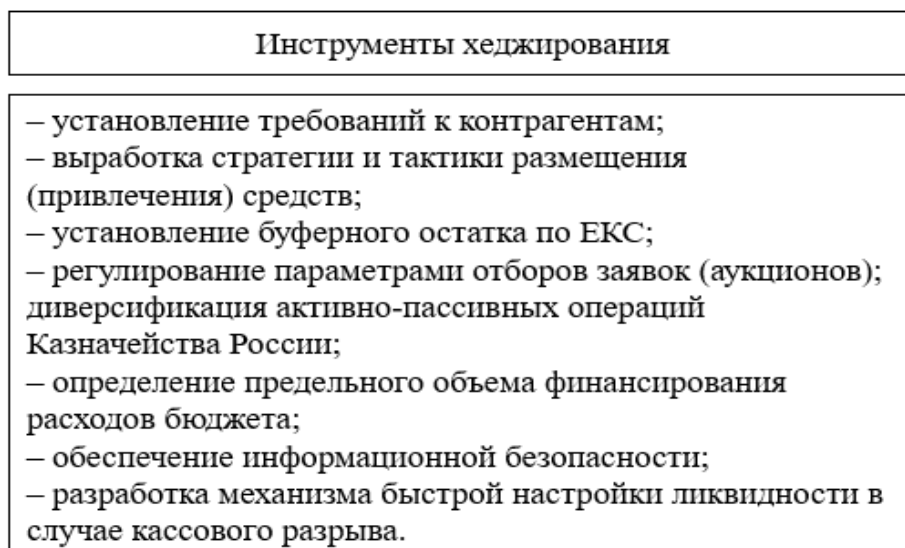 Инструменты хеджирования
– установление требований к контрагентам;
– выработка стратегии и тактики размещения
(привлечения) средств;
– установление буферного остатка по ЕКС;
– регулирование параметрами отборов заявок (аукционов);
диверсификация активно-пассивных операций
Казначейства России;
– определение предельного объема финансирования
расходов бюджета;
– обеспечение информационной безопасности;
– разработка механизма быстрой настройки ликвидности в
случае кассового разрыва.